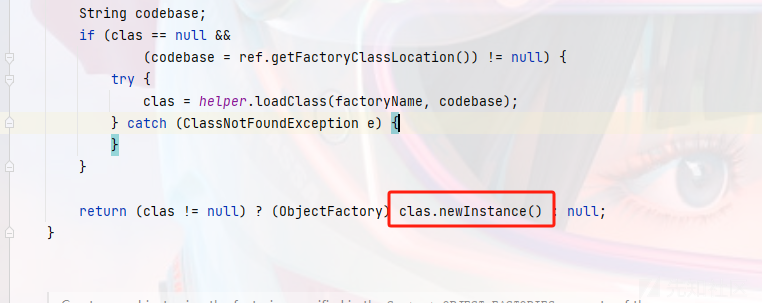 String codebase;
if (clas == null &&
(codebase = ref.getFactoryClassLocation()) != null) {
try {
clas = helper.loadClass(factoryName, codebase);
} catch (ClassNotFoundException e) {
}
}
return (clas != null) ? (ObjectFactory) clas.newInstance() : null;
}